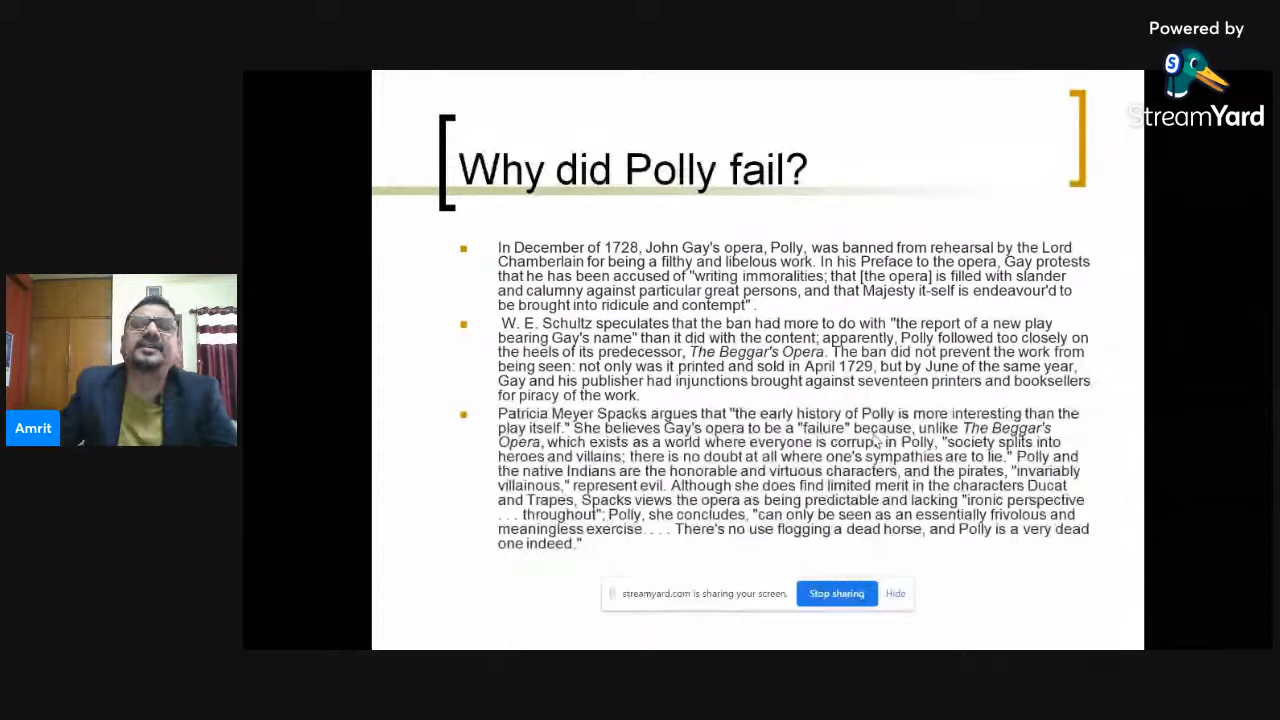 Powered by
StreamYard
Why did Polly fail?
In December of 1728, John Gay's opera, Polly, was banned from rehearsal by the Lord
Chamberlain for being a filthy and libelous work. In his Preface to the opera, Gay protests
that he has been accused of "writing immoralities; that [the opera] is filled with slander
and calumny against particular great persons, and that Majesty it-self is endeavour'd to
be brought into ridicule and contempt" .
W. E. Schultz speculates that the ban had more to do with "the report of a new play
bearing Gay's name" than it did with the content; apparently, Polly followed too closely on
the heels of its predecessor, The Beggar's Opera. The ban did not prevent the work from
being seen: not only was it printed and sold in April 1729, but by June of the same year,
Gay and his publisher had injunctions brought against seventeen printers and booksellers
for piracy of the work.
Patricia Meyer Spacks argues that "the early history of Polly is more interesting than the
play itself." She believes Gay's opera to be a "failure" because, unlike The Beggar's
Opera, which exists as a world where everyone is corrupt, in Polly, "society splits into
heroes and villains; there is no doubt at all where one's sympathies are to lie." Polly and
the native Indians are the honorable and virtuous characters, and the pirates, "invariably
villainous," represent evil. Although she does find limited merit in the characters Ducat
and Trapes, Spacks views the opera as being predictable and lacking "ironic perspective
. . . throughout"; Polly, she concludes, "can only be seen as an essentially frivolous and
meaningless exercise. . . . There's no use flogging a dead horse, and Polly is a very dead
one indeed."
Amrit
streamyard.com is sharing your screen.
Stop sharing
Hide